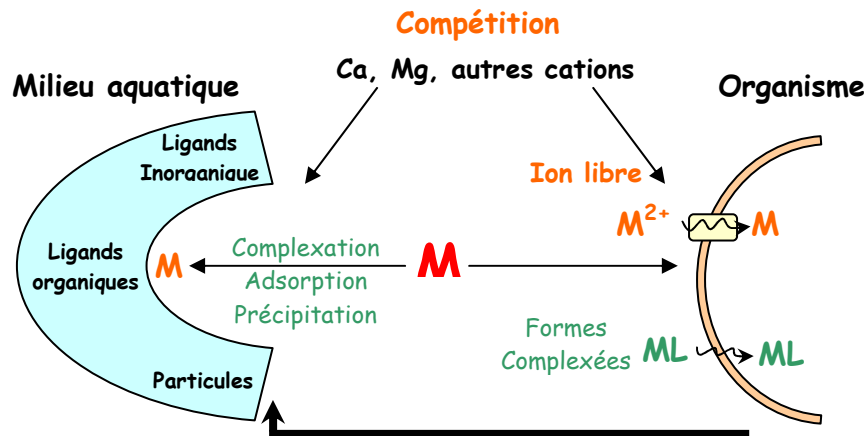 Compétition
Ca, Mg, autres cations
Milieu aquatique
Organisme
Ligands
Inorganique
Ion libre
M²⁺
M
Ligands
organiques
M
Complexation
Adsorption
Précipitation
M
Formes
Complexées
ML
ML
Particules